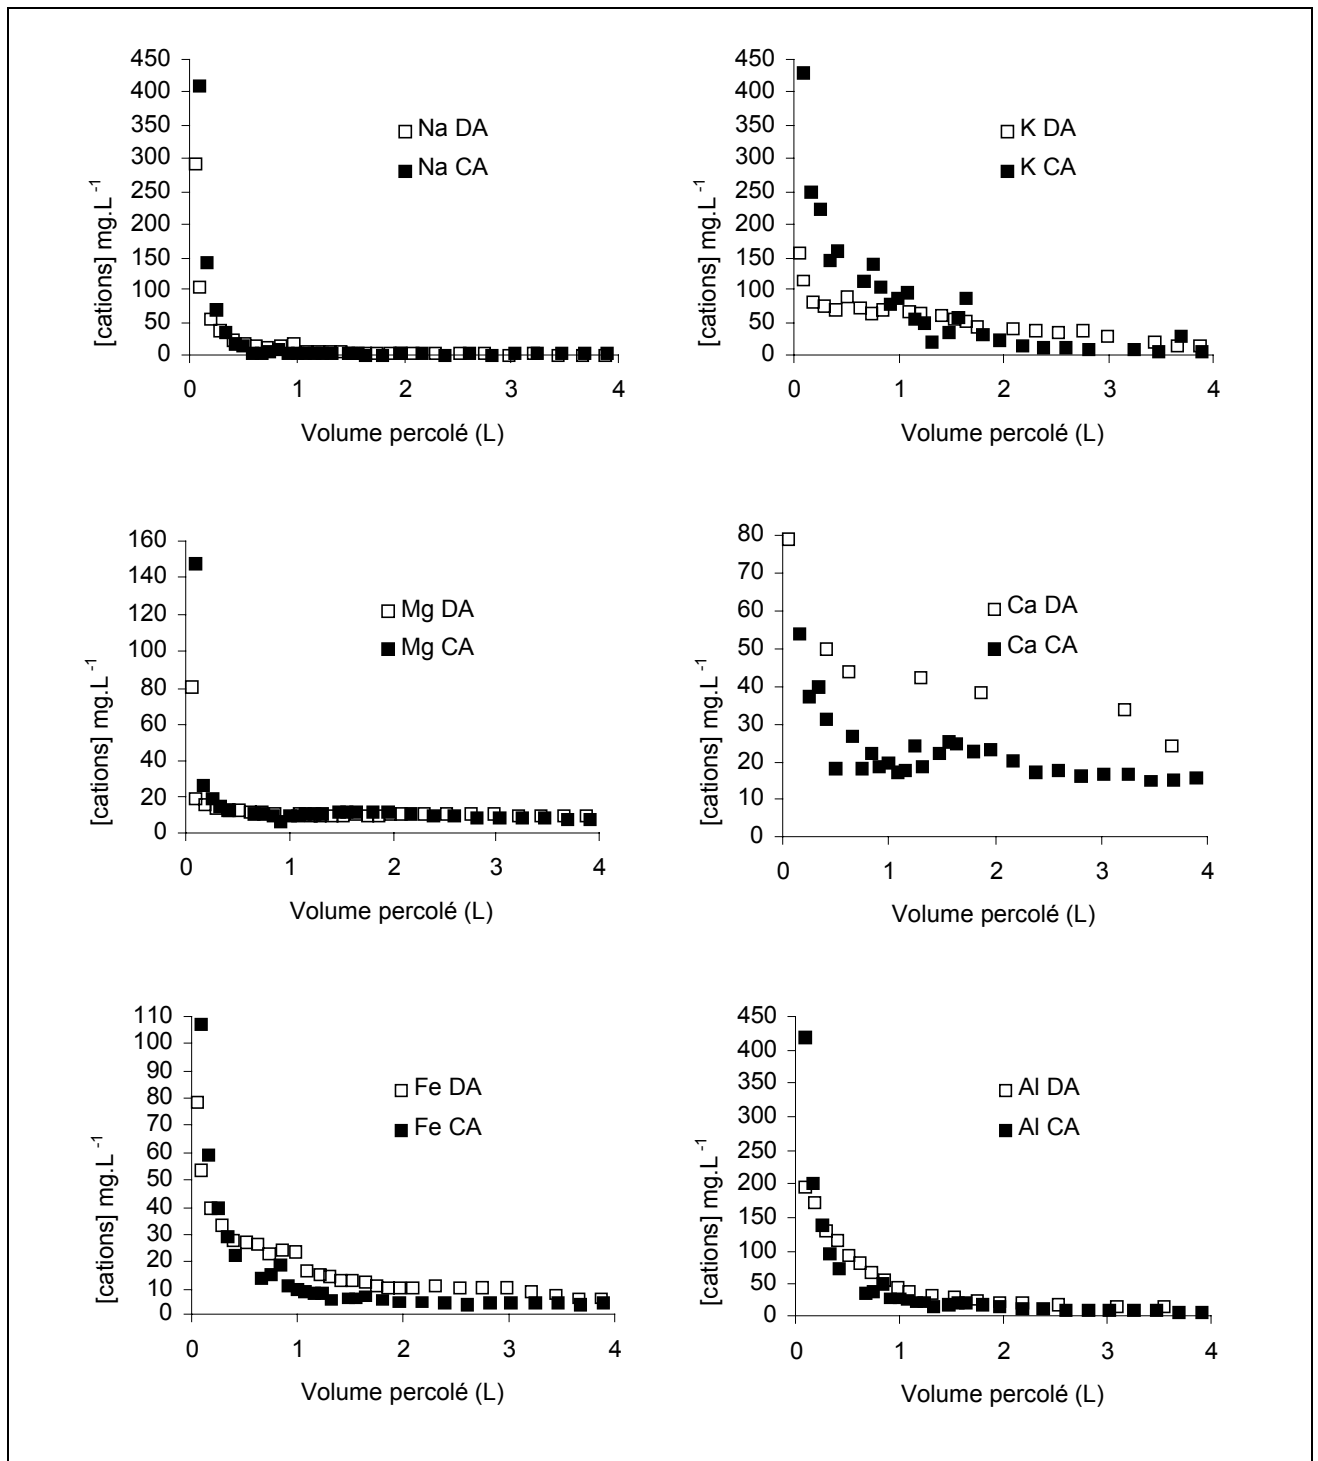 450
400
350
300
250
200
150
100
50
0
[cations] mg.L-1
Na DA
Na CA
0 1 2 3 4
Volume percolé (L)
450
400
350
300
250
200
150
100
50
0
[cations] mg.L-1
K DA
K CA
0 1 2 3 4
Volume percolé (L)
160
140
120
100
80
60
40
20
0
[cations] mg.L-1
Mg DA
Mg CA
0 1 2 3 4
Volume percolé (L)
80
70
60
50
40
30
20
10
0
[cations] mg.L-1
Ca DA
Ca CA
0 1 2 3 4
Volume percolé (L)
110
100
90
80
70
60
50
40
30
20
10
0
[cations] mg.L-1
Fe DA
Fe CA
0 1 2 3 4
Volume percolé (L)
450
400
350
300
250
200
150
100
50
0
[cations] mg.L-1
Al DA
Al CA
0 1 2 3 4
Volume percolé (L)